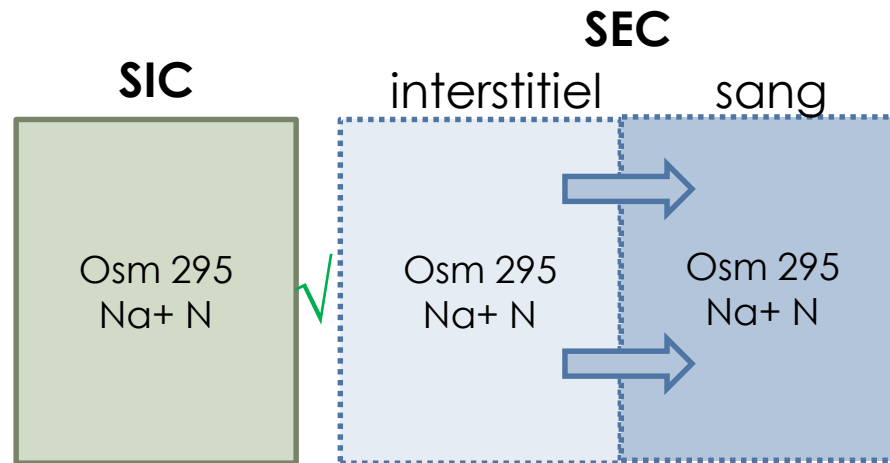 SEC
SIC
interstitiel
sang
Osm 295
Na+ N
Osm 295
Na+ N
Osm 295
Na+ N